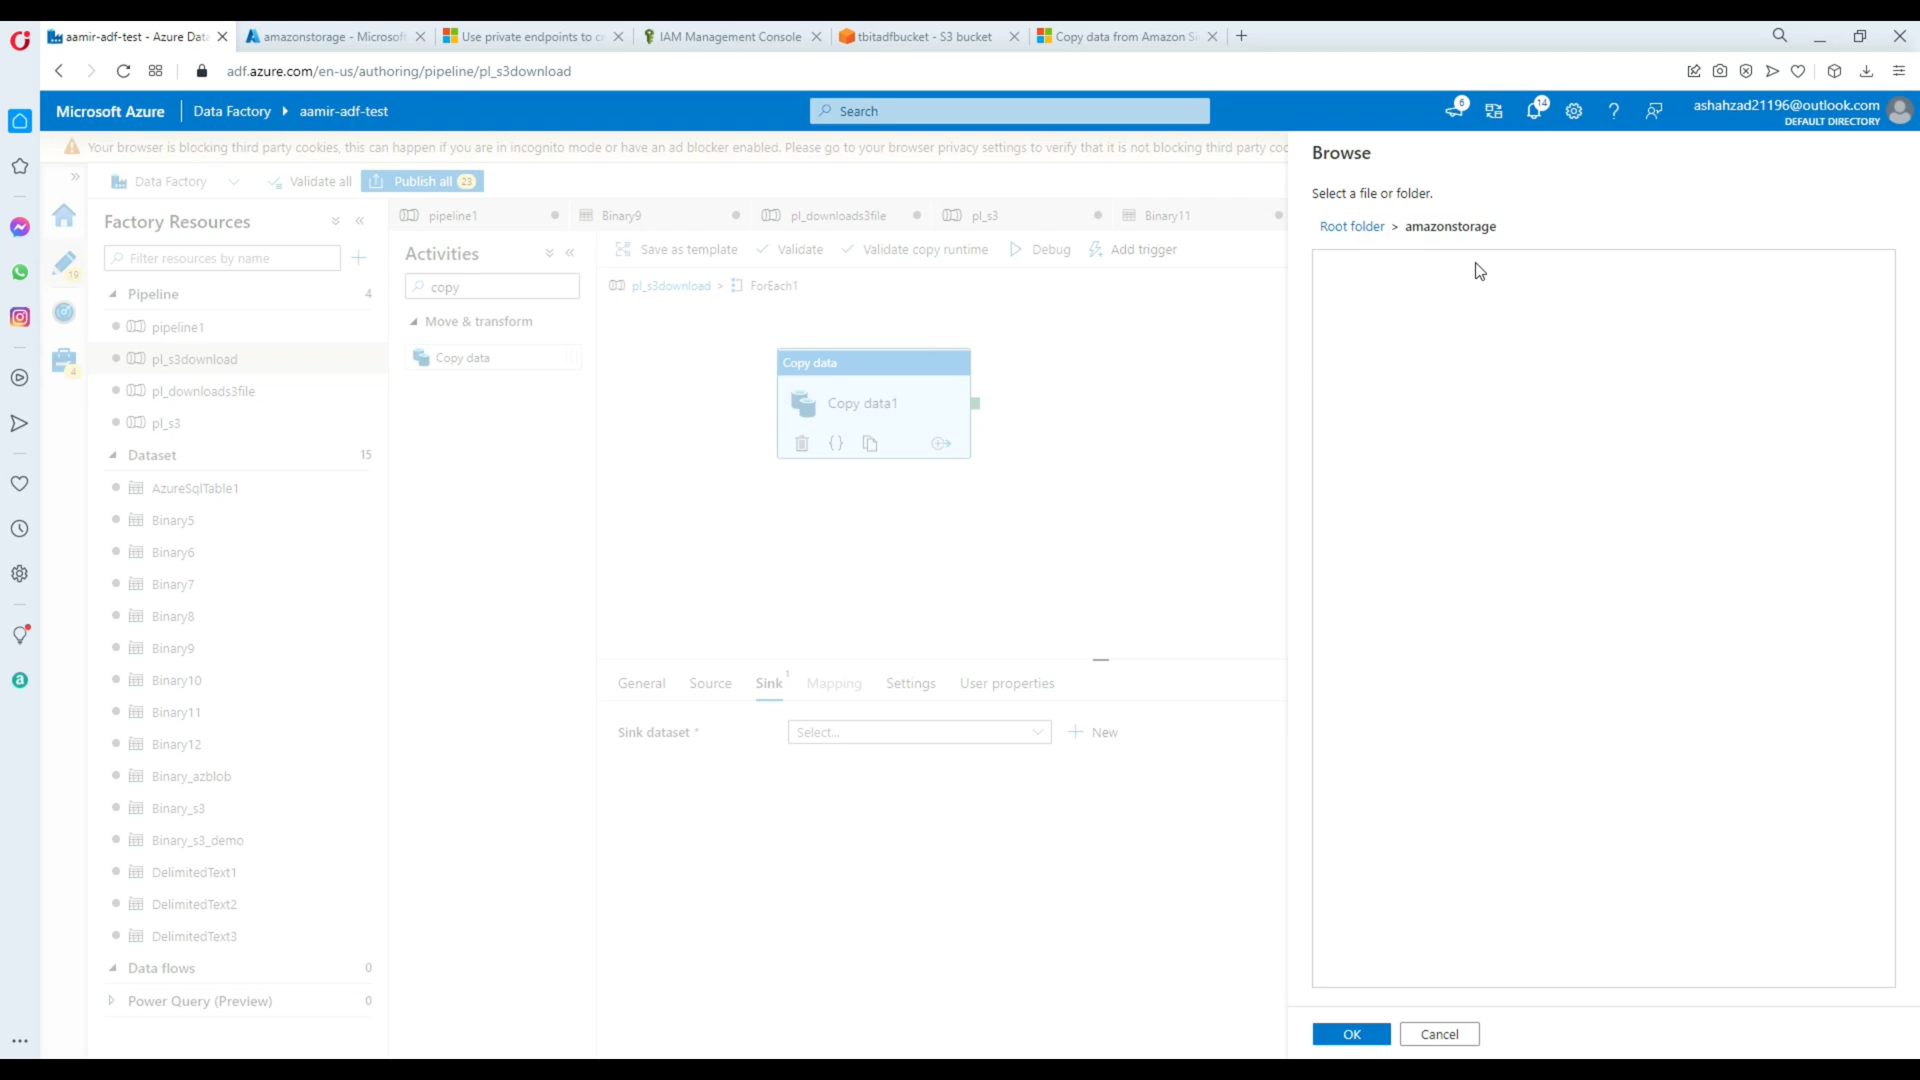 aamir-adf-test - Azure Data
amazonstorage - Microsoft
Use private endpoints to c
IAM Management Console
tbitadfbucket - S3 bucket
Copy data from Amazon Si
adf.azure.com/en-us/authoring/pipeline/pl_s3download
Microsoft Azure
Data Factory
aamir-adf-test
Search
6
14
ashahzad21196@outlook.com
DEFAULT DIRECTORY
Your browser is blocking third party cookies, this can happen if you are in incognito mode or have an ad blocker enabled. Please go to your browser privacy settings to verify that it is not blocking third party coo
Data Factory
Validate all
Publish all 23
Factory Resources
Filter resources by name
19
4
Pipeline 4
pipeline1
pl_s3download
pl_downloads3file
pl_s3
Dataset 15
AzureSqlTable1
Binary5
Binary6
Binary7
Binary8
Binary9
Binary10
Binary11
Binary12
Binary_azblob
Binary_s3
Binary_s3_demo
DelimitedText1
DelimitedText2
DelimitedText3
Data flows 0
Power Query (Preview) 0
pipeline1
Binary9
pl_downloads3file
pl_s3
Binary11
Activities
copy
Move & transform
Copy data
Save as template
Validate
Validate copy runtime
Debug
Add trigger
pl_s3download > ForEach1
Copy data
Copy data1
General
Source
Sink 1
Mapping
Settings
User properties
Sink dataset *
Select...
New
Browse
Select a file or folder.
Root folder > amazonstorage
OK
Cancel